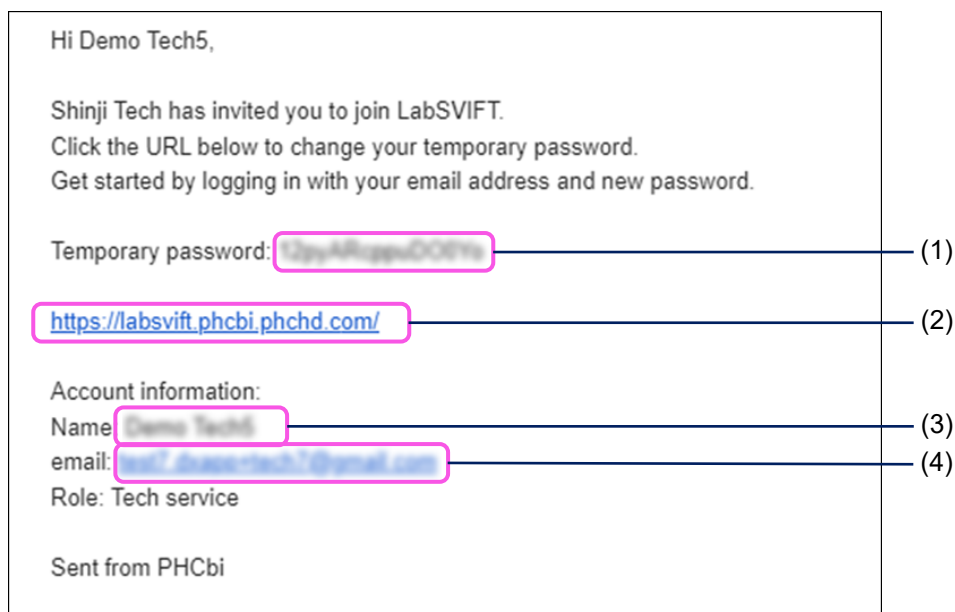 Hi Demo Tech5,
Shinji Tech has invited you to join LabSVIFT.
Click the URL below to change your temporary password.
Get started by logging in with your email address and new password.
Temporary password: (1)
https://labsvift.phcbi.phchd.com/ (2)
Account information:
Name: (3)
email: (4)
Role: Tech service
Sent from PHCbi